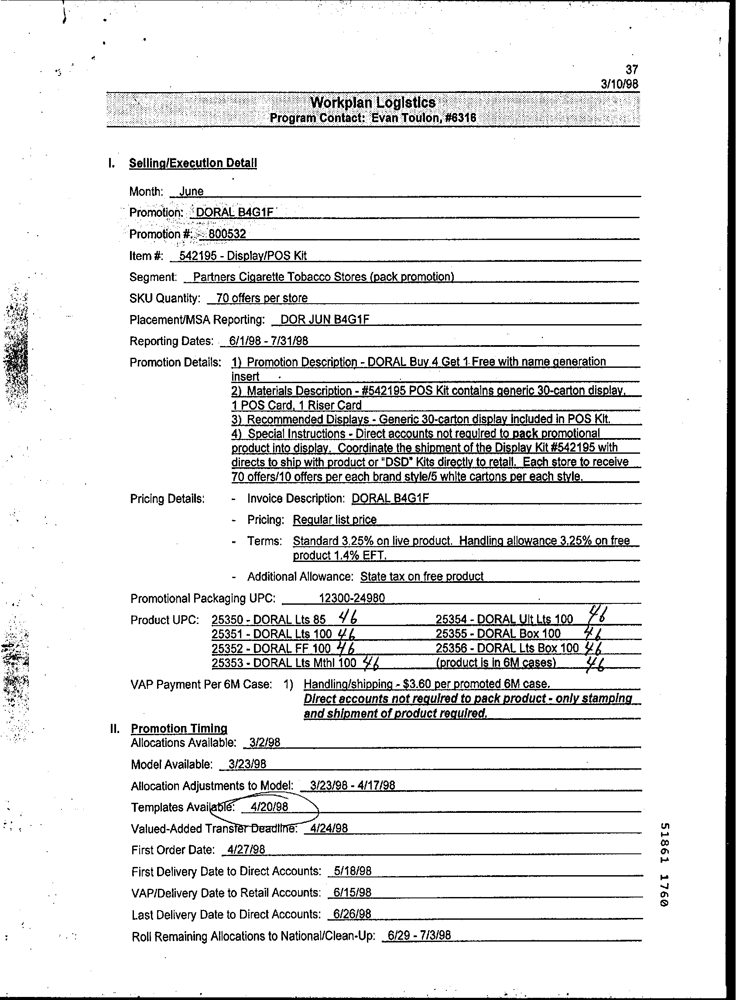 37
3/10/98
Workplan Logistics
Program Contact: Evan Toulon, #6316
I. Selling/Execution Detail
Month: June
Promotion: DORAL B4G1F
Promotion #: 800532
Item #: 542195 - Display/POS Kit
Segment: Partners Cigarette Tobacco Stores (pack promotion)
SKU Quantity: 70 offers per store
Placement/MSA Reporting: DOR JUN B4G1F
Reporting Dates: 6/1/98 - 7/31/98
Promotion Details: 1) Promotion Description - DORAL Buy 4 Get 1 Free with name generation
insert
2) Materials Description - #542195 POS Kit contains generic 30-carton display,
1 POS Card, 1 Riser Card
3) Recommended Displays - Generic 30-carton display included in POS Kit.
4) Special Instructions - Direct accounts not required to pack promotional
product into display. Coordinate the shipment of the Display Kit #542195 with
directs to ship with product or "DSD" Kits directly to retail. Each store to receive
70 offers/10 offers per each brand style/5 white cartons per each style.
Pricing Details: - Invoice Description: DORAL B4G1F
- Pricing: Regular list price
- Terms: Standard 3.25% on live product. Handling allowance 3.25% on free
product 1.4% EFT.
- Additional Allowance: State tax on free product
Promotional Packaging UPC: 12300-24980
Product UPC: 25350 - DORAL Lts 85 46 25354 - DORAL Ult Lts 100 46
25351 - DORAL Lts 100 46 25355 - DORAL Box 100 46
25352 - DORAL FF 100 46 25356 - DORAL Lts Box 100 46
25353 - DORAL Lts Mthl 100 46 (product is in 6M cases) 46
VAP Payment Per 6M Case: 1) Handling/shipping - $3.60 per promoted 6M case.
Direct accounts not required to pack product - only stamping
and shipment of product required.
II. Promotion Timing
Allocations Available: 3/2/98
Model Available: 3/23/98
Allocation Adjustments to Model: 3/23/98 - 4/17/98
Templates Available: 4/20/98
Valued-Added Transfer Deadline: 4/24/98
First Order Date: 4/27/98
First Delivery Date to Direct Accounts: 5/18/98
VAP/Delivery Date to Retail Accounts: 6/15/98
Last Delivery Date to Direct Accounts: 6/26/98
Roll Remaining Allocations to National/Clean-Up: 6/29 - 7/3/98
51861 1760